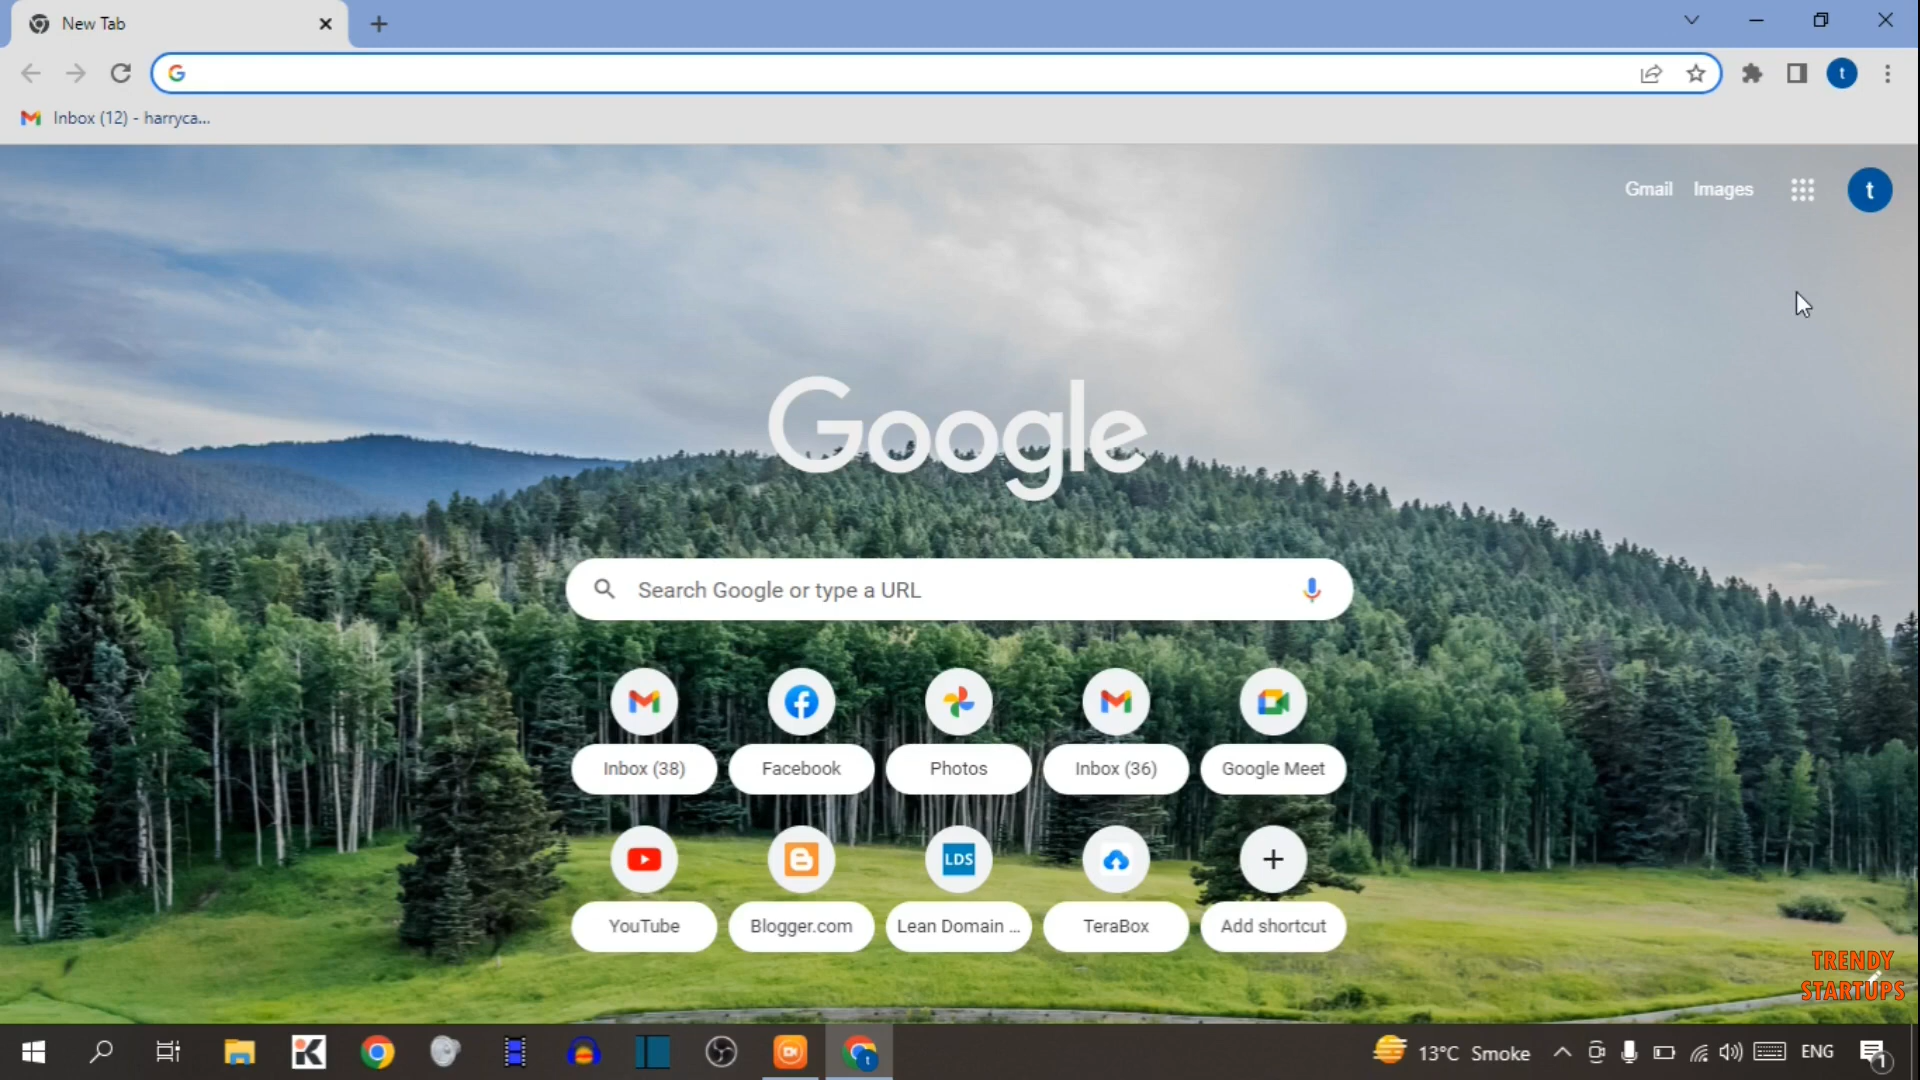 New Tab
Inbox (12) - harryca...
Gmail Images
t
t
Google
Search Google or type a URL
Inbox (38) Facebook Photos Inbox (36) Google Meet
LDS
YouTube Blogger.com Lean Domain ... TeraBox Add shortcut
TRENDY
STARTUPS
K
t
13°C Smoke ENG 1